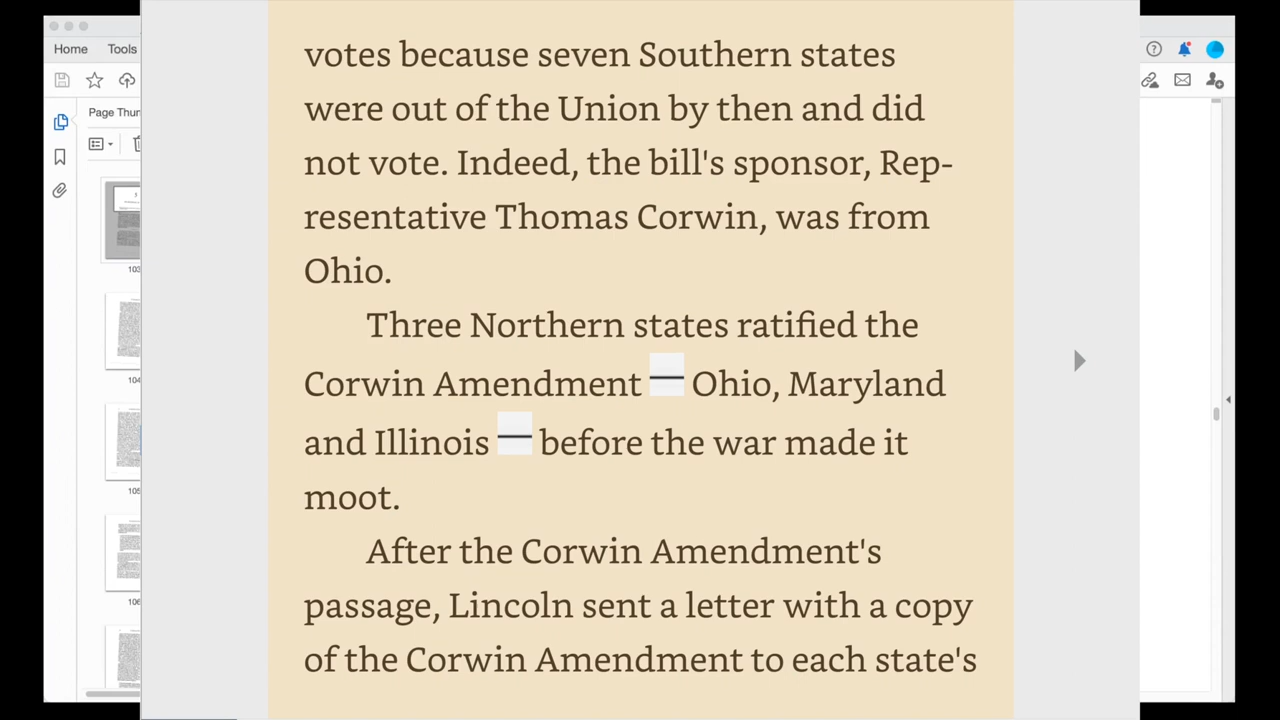 Home Tools
Page Thum
votes because seven Southern states
were out of the Union by then and did
not vote. Indeed, the bill's sponsor, Rep-
resentative Thomas Corwin, was from
Ohio.
Three Northern states ratified the
Corwin Amendment — Ohio, Maryland
and Illinois — before the war made it
moot.
After the Corwin Amendment's
passage, Lincoln sent a letter with a copy
of the Corwin Amendment to each state's
103
104
105
106